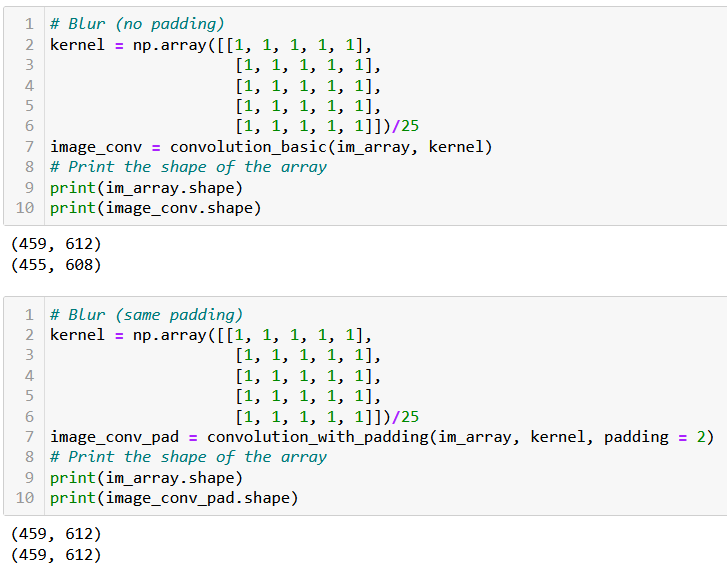 1 # Blur (no padding)
2 kernel = np.array([[1, 1, 1, 1, 1],
3 [1, 1, 1, 1, 1],
4 [1, 1, 1, 1, 1],
5 [1, 1, 1, 1, 1],
6 [1, 1, 1, 1, 1]])/25
7 image_conv = convolution_basic(im_array, kernel)
8 # Print the shape of the array
9 print(im_array.shape)
10 print(image_conv.shape)
(459, 612)
(455, 608)
1 # Blur (same padding)
2 kernel = np.array([[1, 1, 1, 1, 1],
3 [1, 1, 1, 1, 1],
4 [1, 1, 1, 1, 1],
5 [1, 1, 1, 1, 1],
6 [1, 1, 1, 1, 1]])/25
7 image_conv_pad = convolution_with_padding(im_array, kernel, padding = 2)
8 # Print the shape of the array
9 print(im_array.shape)
10 print(image_conv_pad.shape)
(459, 612)
(459, 612)